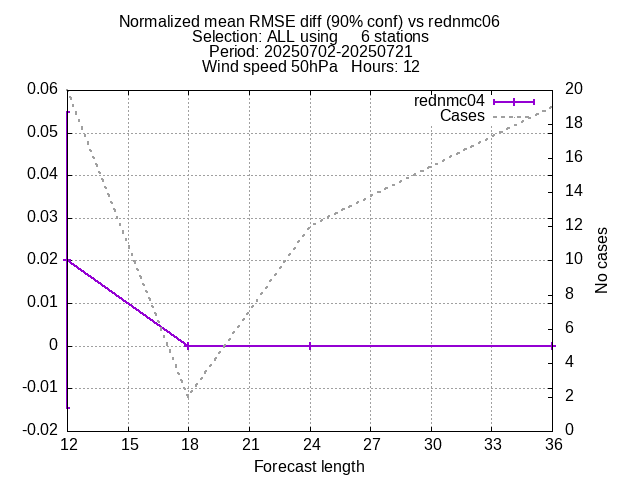 Normalized mean RMSE diff (90% conf) vs rednmc06
Selection: ALL using     6 stations
Period: 20250702-20250721
Wind speed 50hPa   Hours: 12
rednmc04
Cases
0.06
0.05
0.04
0.03
0.02
0.01
0
-0.01
-0.02
20
18
16
14
12
10
8
6
4
2
0
No cases
12 15 18 21 24 27 30 33 36
Forecast length